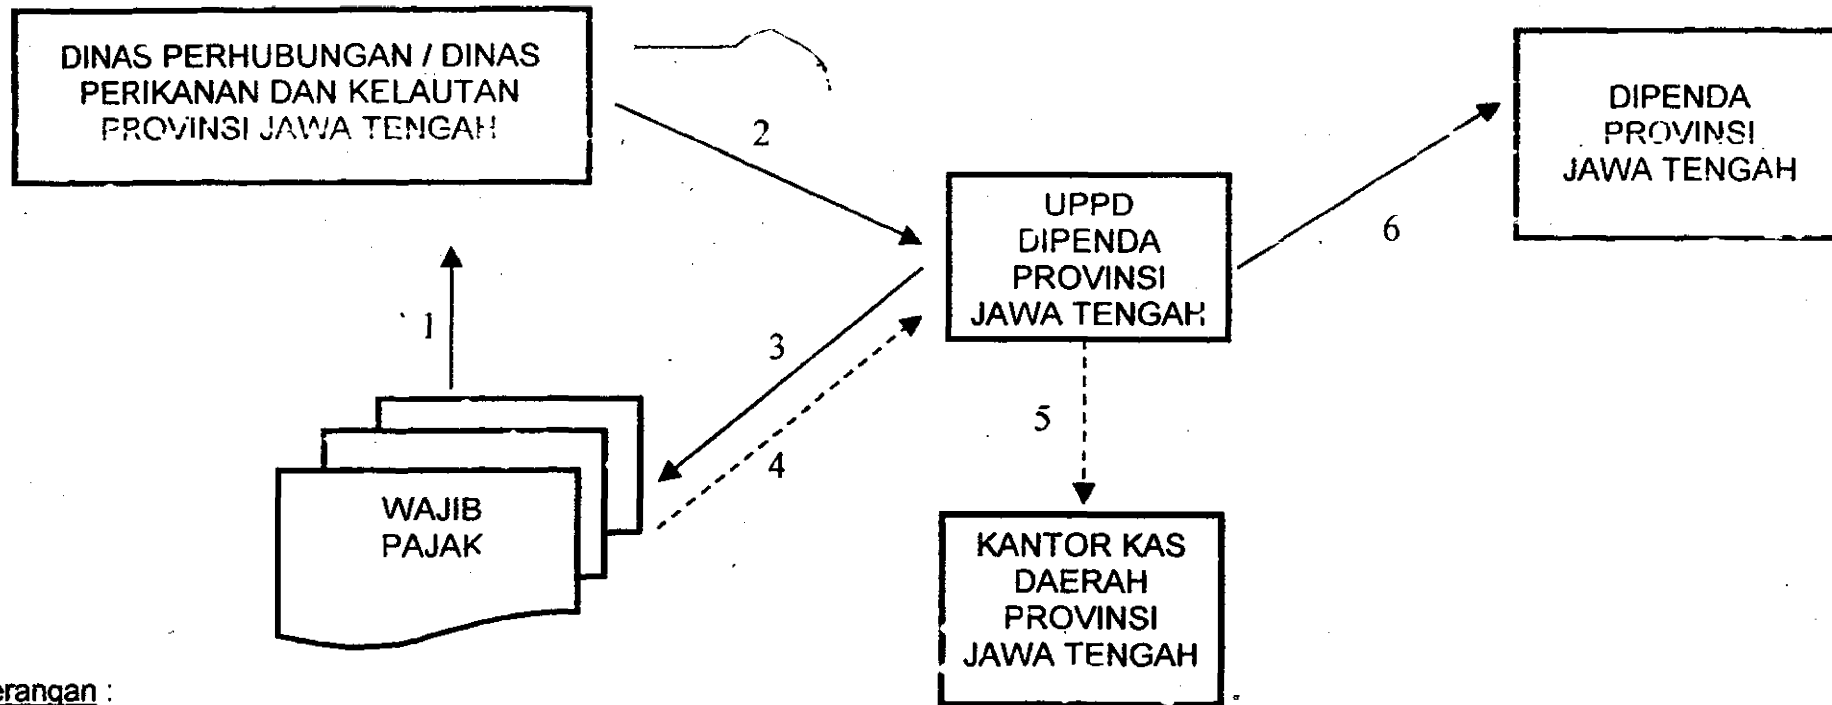 DINAS PERHUBUNGAN / DINAS
PERIKANAN DAN KELAUTAN
PROVINSI JAWA TENGAH
DIPENDA
PROVINSI
JAWA TENGAH
2
6
UPPD
DIPENDA
PROVINSI
JAWA TENGAH
1
3
4
5
WAJIB
PAJAK
KANTOR KAS
DAERAH
PROVINSI
JAWA TENGAH
erangan :